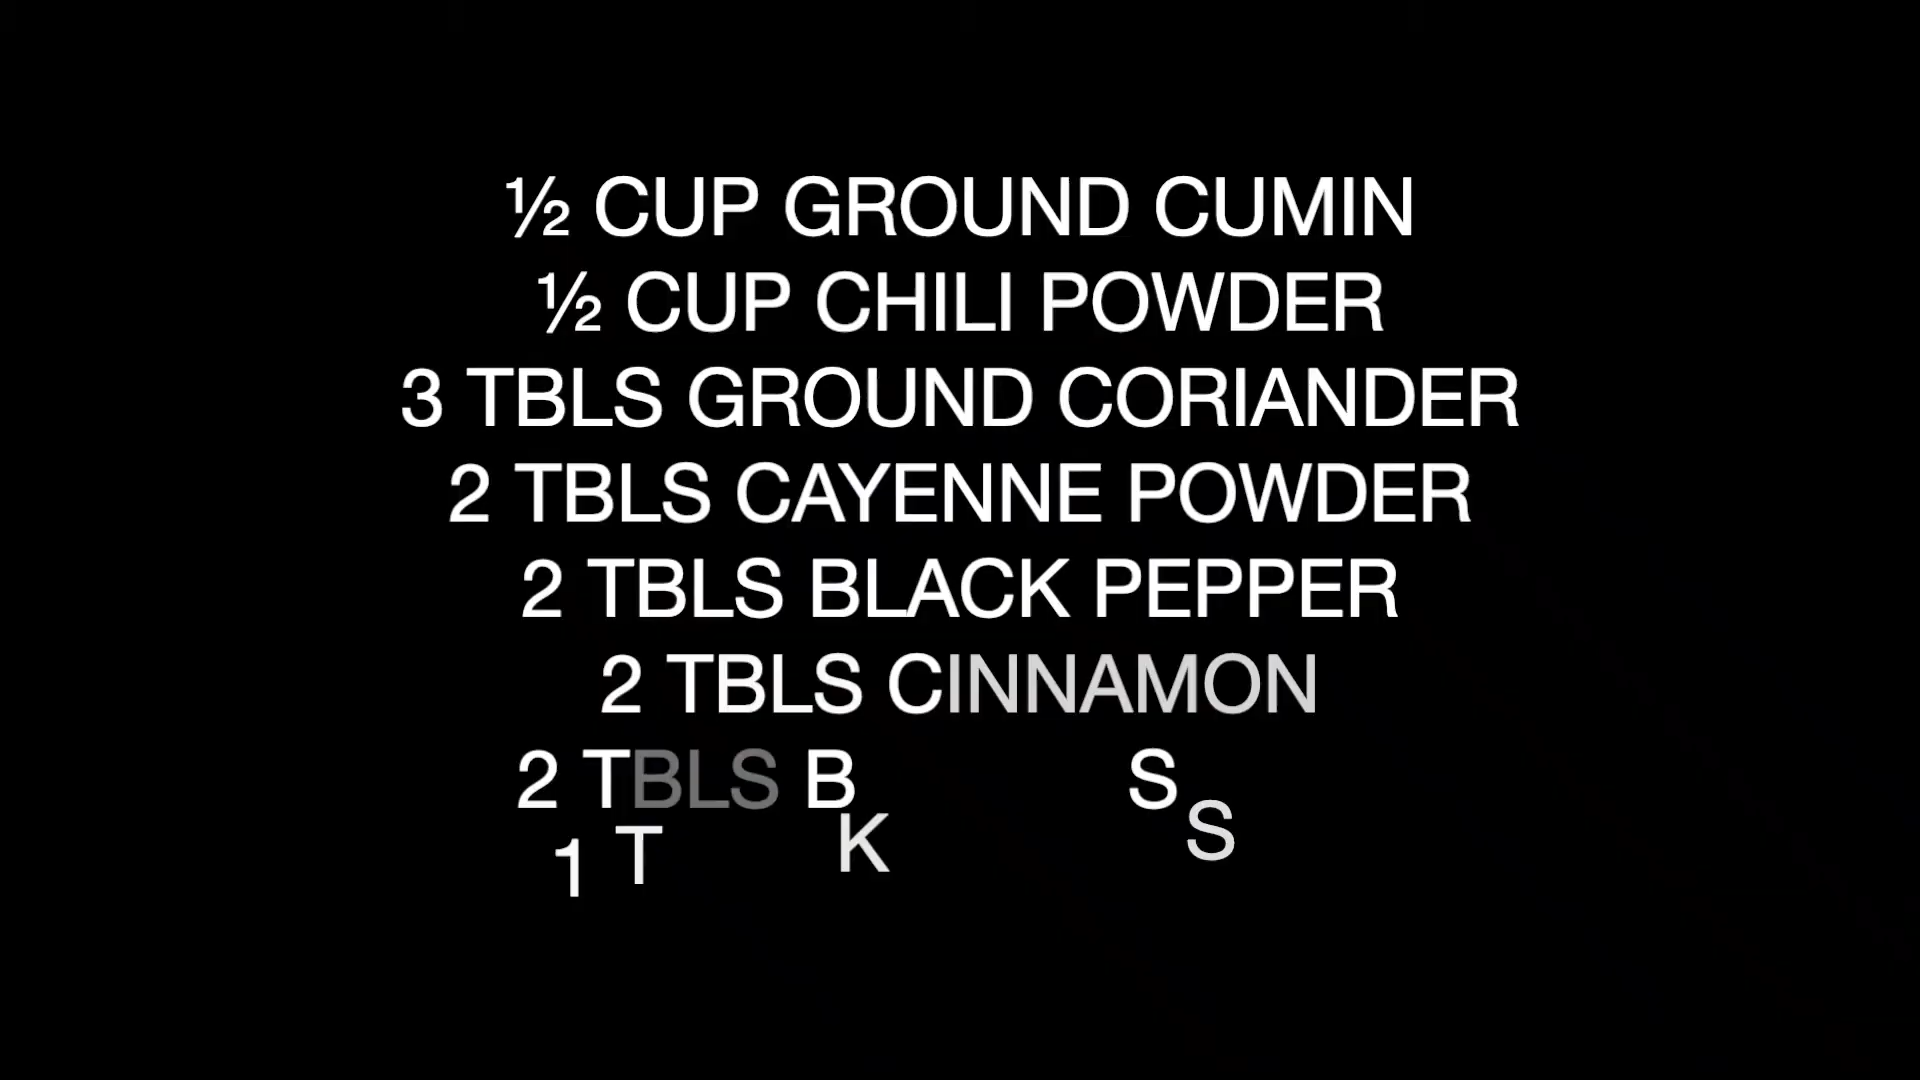 ½ CUP GROUND CUMIN
½ CUP CHILI POWDER
3 TBLS GROUND CORIANDER
2 TBLS CAYENNE POWDER
2 TBLS BLACK PEPPER
2 TBLS CINNAMON
2 TBLS B S
1 T K S